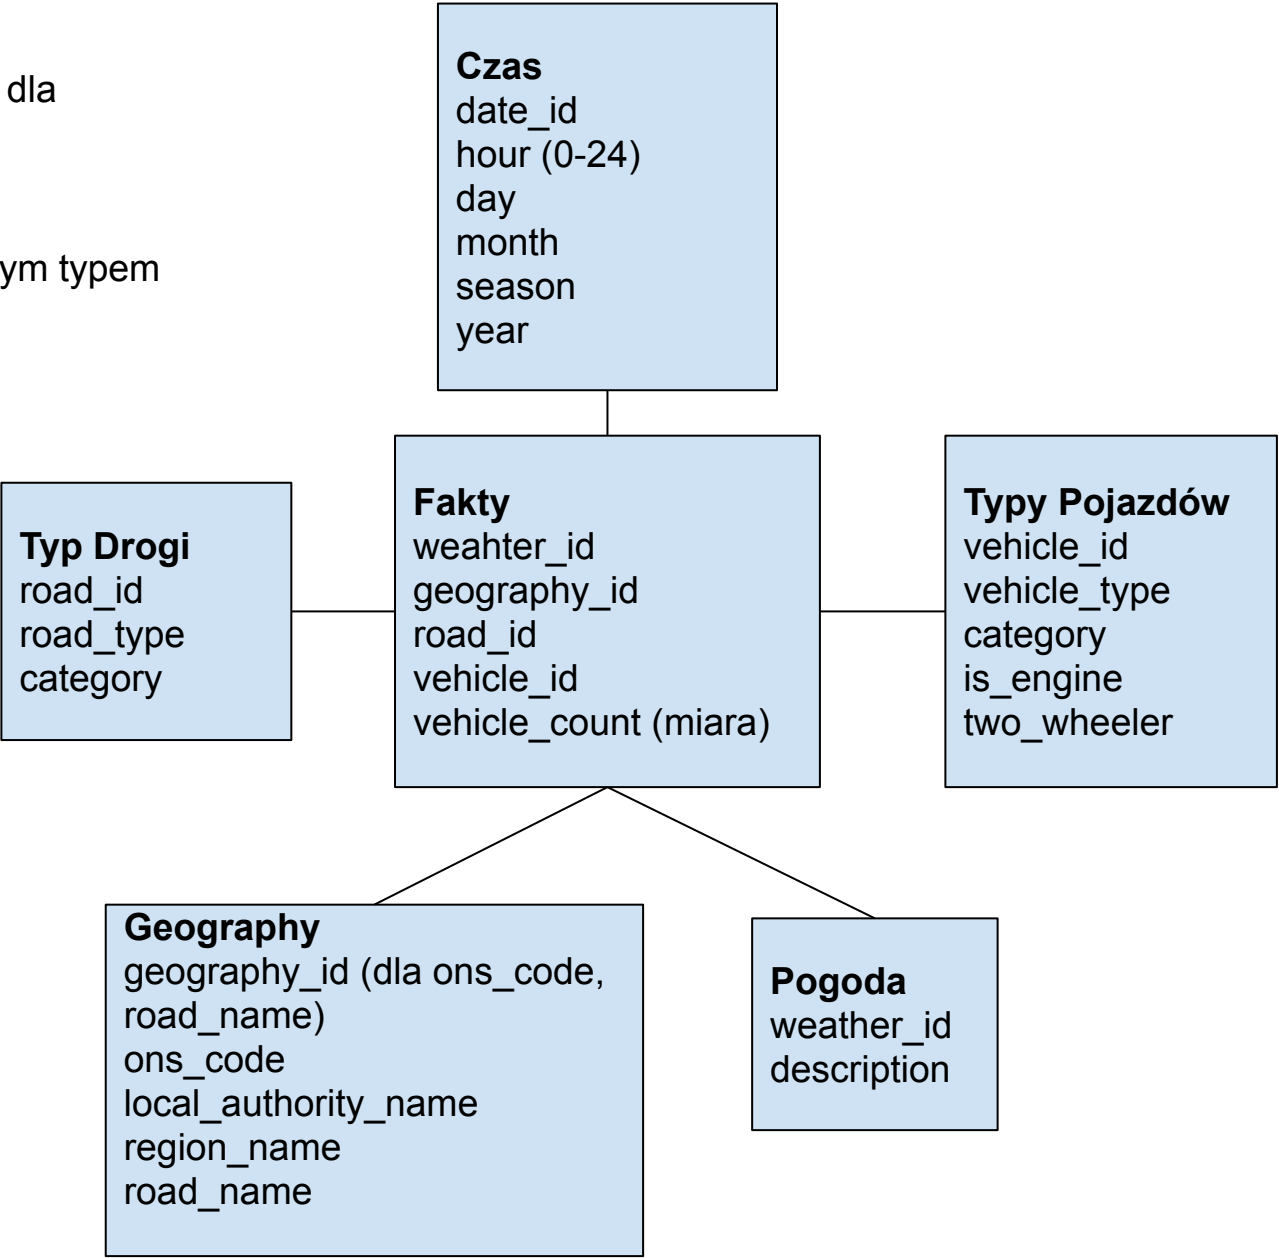 dla
ym typem
Czas
date_id
hour (0-24)
day
month
season
year
Typ Drogi
road_id
road_type
category
Fakty
weahter_id
geography_id
road_id
vehicle_id
vehicle_count (miara)
Typy Pojazdów
vehicle_id
vehicle_type
category
is_engine
two_wheeler
Geography
geography_id (dla ons_code,
road_name)
ons_code
local_authority_name
region_name
road_name
Pogoda
weather_id
description